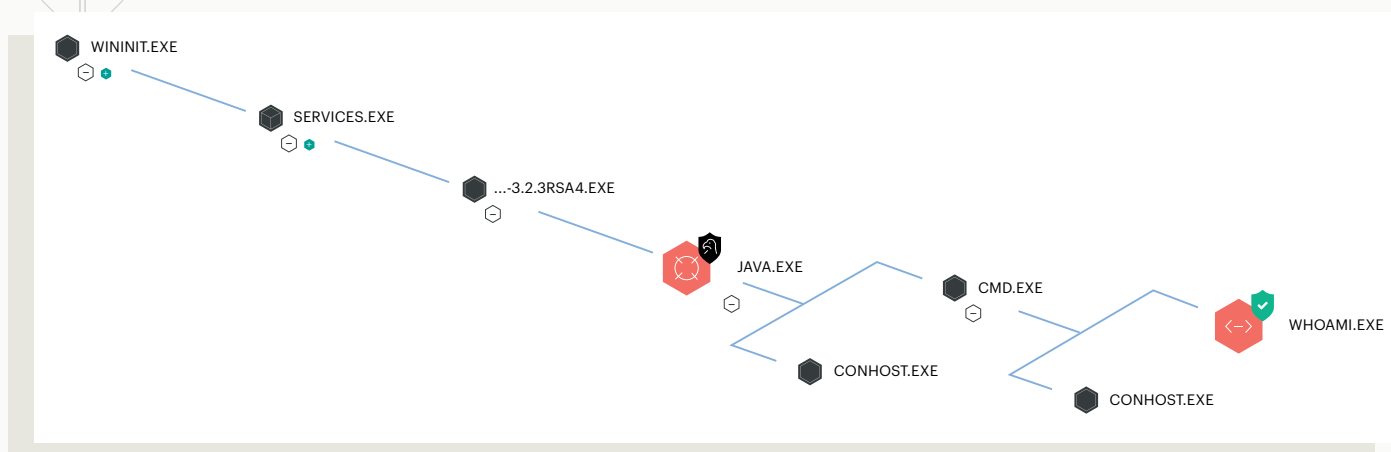 WININIT.EXE
SERVICES.EXE
...-3.2.3RSA4.EXE
JAVA.EXE
CMD.EXE
WHOAMI.EXE
CONHOST.EXE
CONHOST.EXE